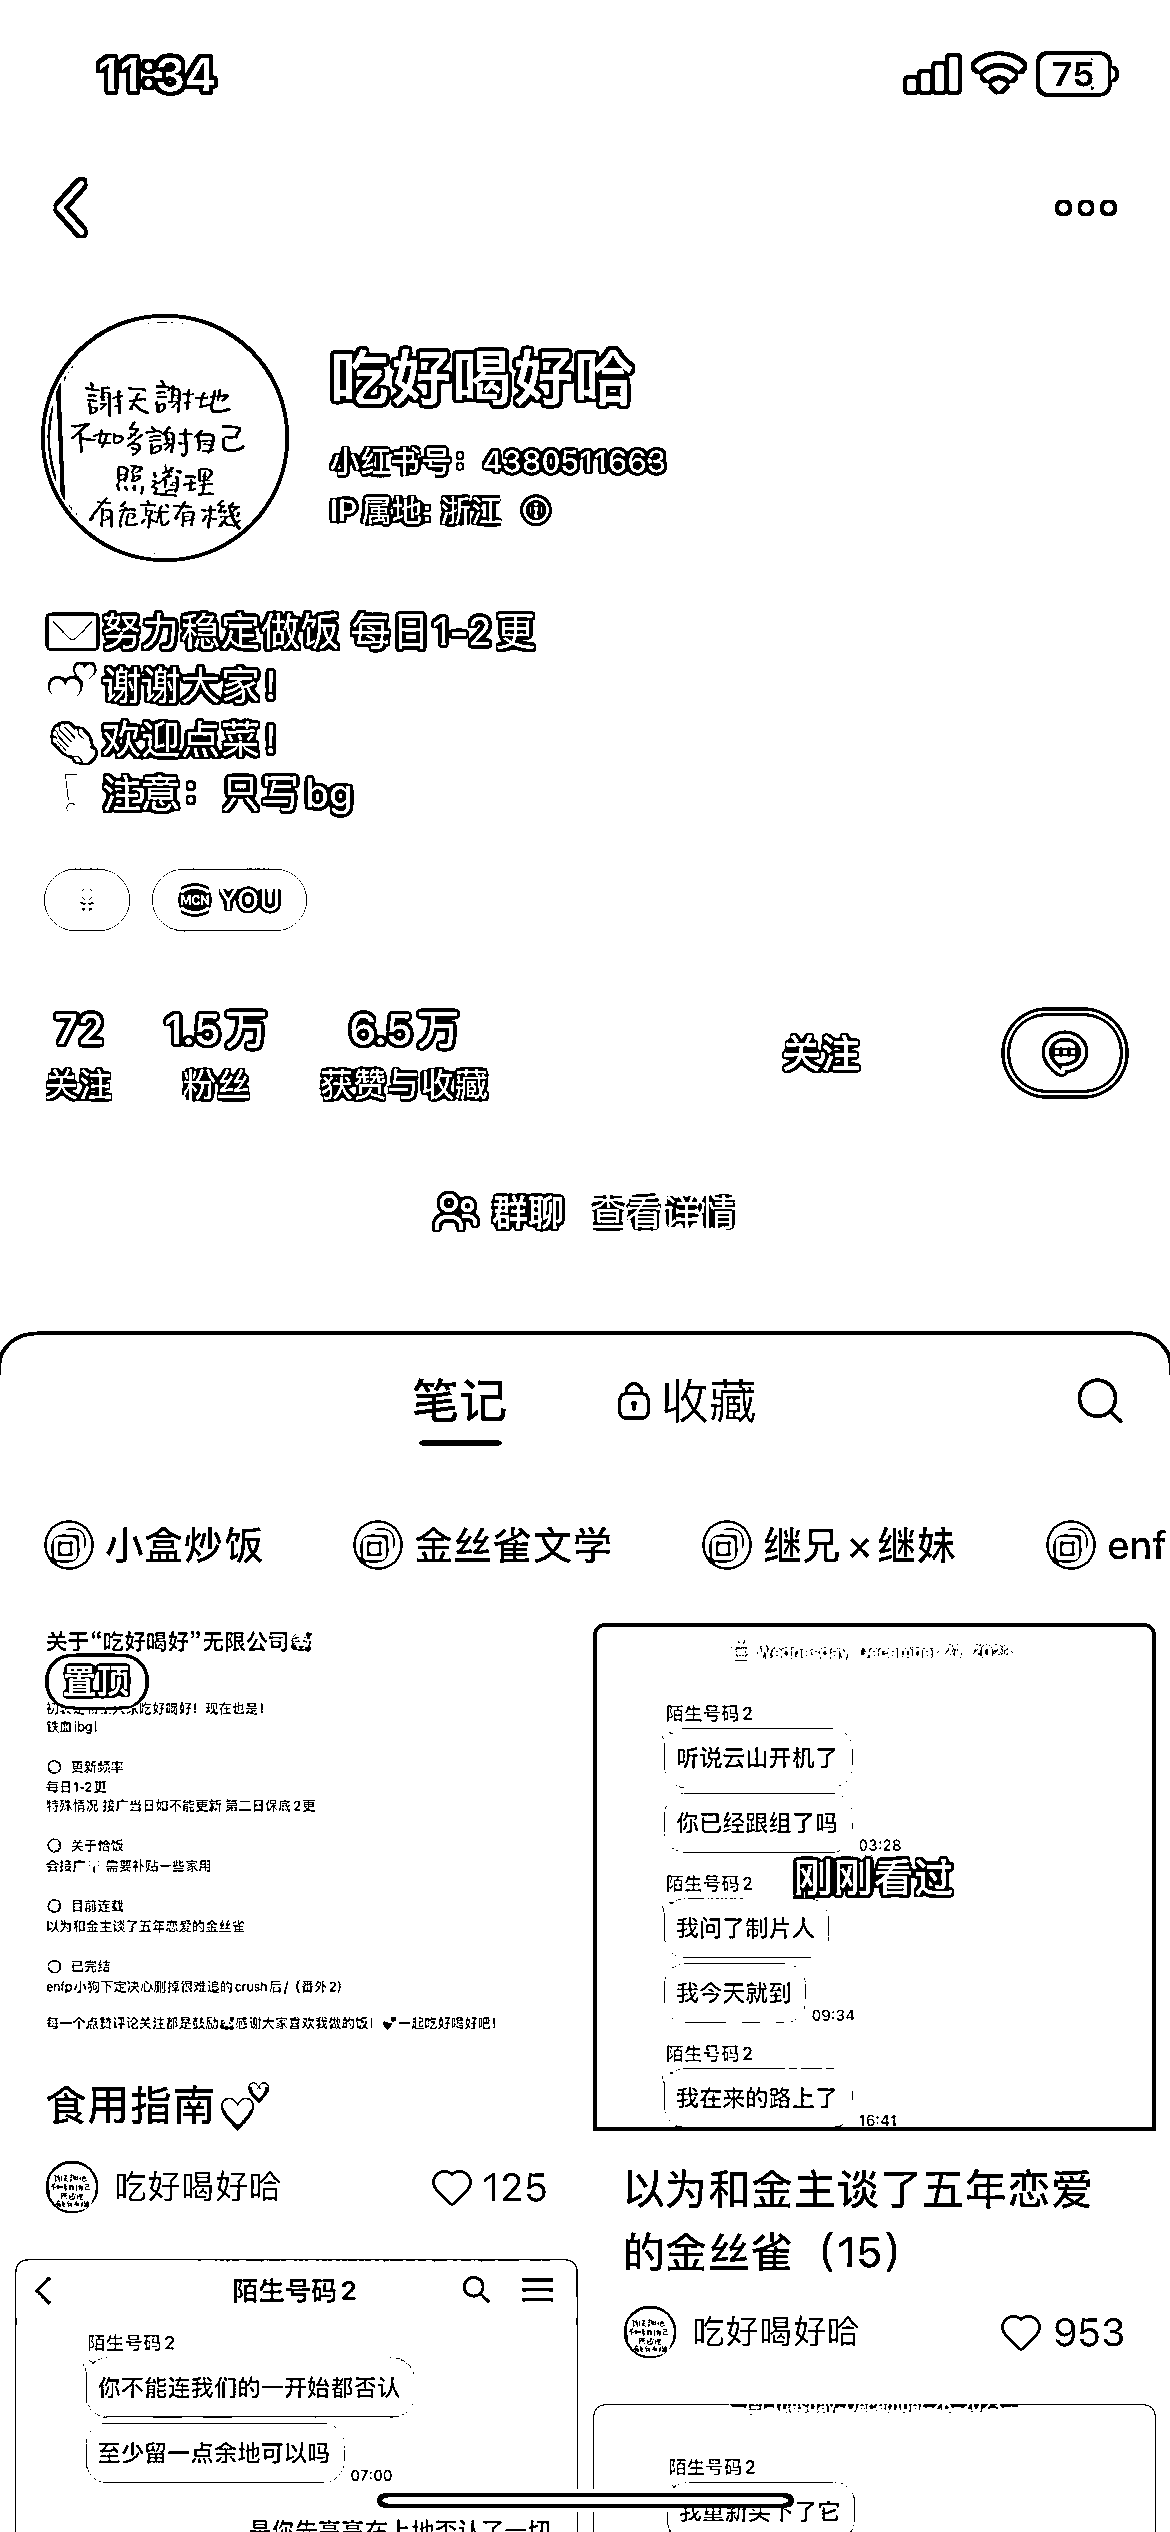 11:34
75
謝天謝地
不如多謝自己
照道理
有危就有機
吃好喝好哈
小红书号：4380511663
IP属地：浙江
努力稳定做饭 每日1-2更
谢谢大家！
欢迎点菜！
注意：只写bg
MCN YOU
72 1.5万 6.5万
关注 粉丝 获赞与收藏
关注
群聊 查看详情
笔记 收藏
小盒炒饭 金丝雀文学 继兄×继妹 enf
关于“吃好喝好”无限公司
置顶
吃好喝好！现在也是！
铁血ibg!
更新频率
每日1-2更
特殊情况 接广当日如不能更新 第二日保底2更
关于恰饭
会接广 需要补贴一些家用
目前连载
以为和金主谈了五年恋爱的金丝雀
已完结
enfp小狗下定决心删掉很难追的crush后/（番外2）
每一个点赞评论关注都是鼓励 感谢大家喜欢我做的饭！ 一起吃好喝好吧！
食用指南
吃好喝好哈 125
陌生号码2
陌生号码2
你不能连我们的一开始都否认
至少留一点余地可以吗
07:00
是你先高高在上地否认了一切
陌生号码2
听说云山开机了
你已经跟组了吗
03:28
刚刚看过
陌生号码2
我问了制片人
我今天就到
09:34
陌生号码2
我在来的路上了
16:41
以为和金主谈了五年恋爱
的金丝雀（15）
吃好喝好哈 953
陌生号码2
我重新买下了它